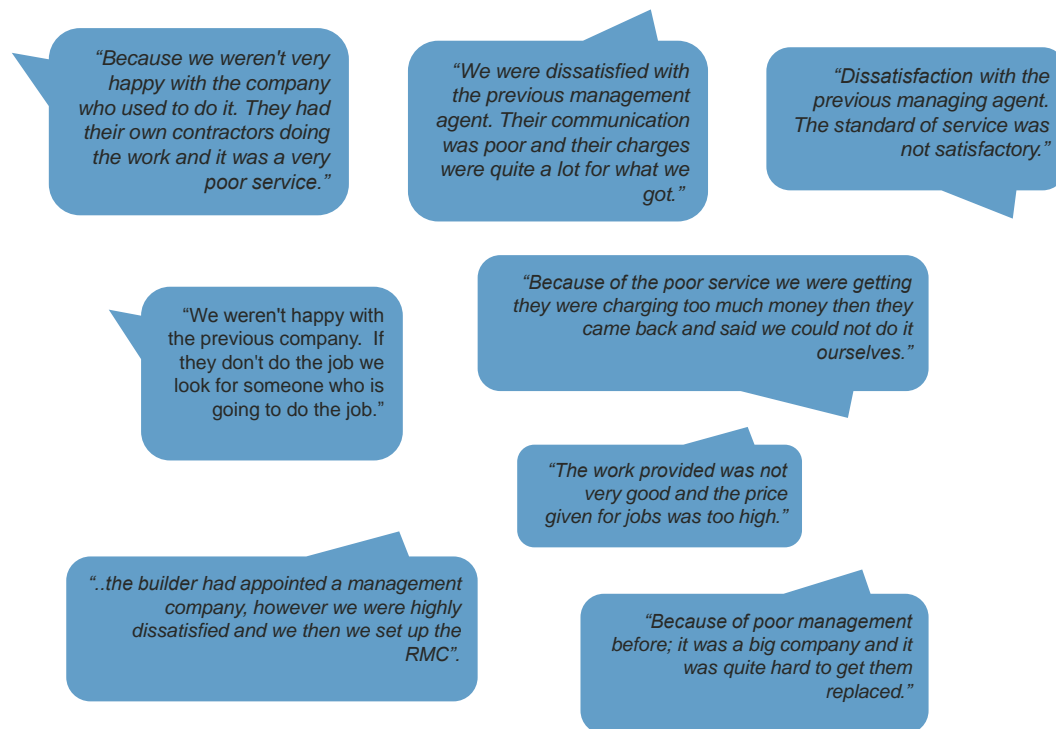 “Because we weren't very
happy with the company
who used to do it. They had
their own contractors doing
the work and it was a very
poor service.”
“We were dissatisfied with
the previous management
agent. Their communication
was poor and their charges
were quite a lot for what we
got.”
“Dissatisfaction with the
previous managing agent.
The standard of service was
not satisfactory.”
“We weren't happy with
the previous company.  If
they don't do the job we
look for someone who is
going to do the job.”
“Because of the poor service we were getting
they were charging too much money then they
came back and said we could not do it
ourselves.”
“The work provided was not
very good and the price
given for jobs was too high.”
“..the builder had appointed a management
company, however we were highly
dissatisfied and we then we set up the
RMC”.
“Because of poor management
before; it was a big company and it
was quite hard to get them
replaced.”